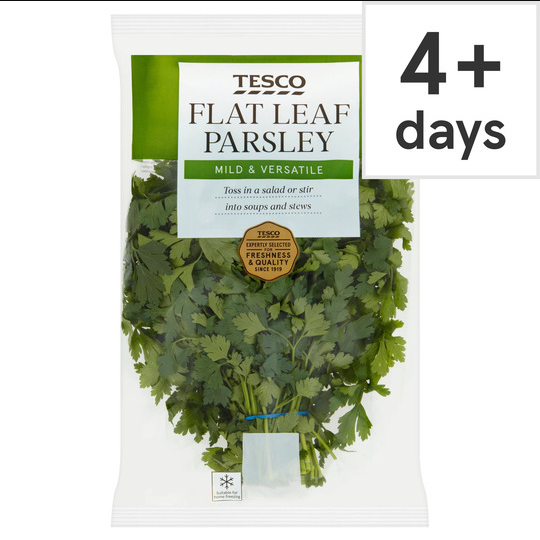 4+
days
TESCO
FLAT LEAF
PARSLEY
MILD & VERSATILE
Toss in a salad or stir
into soups and stews
TESCO
EXPERTLY SELECTED
FOR
FRESHNESS
& QUALITY
SINCE 1919
Suitable for
home freezing